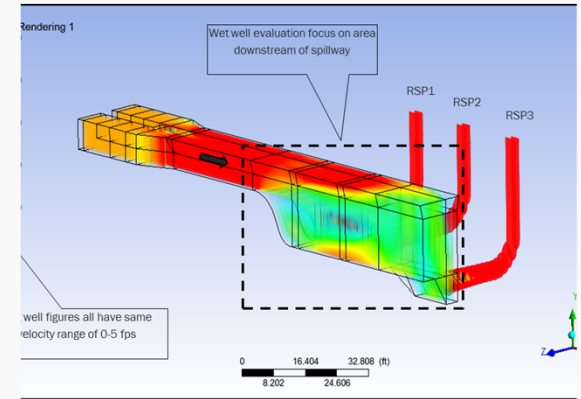 Rendering 1
Wet well evaluation focus on area
downstream of spillway
RSP1
RSP2
RSP3
well figures all have same
velocity range of 0-5 fps
Y
Z
0 16.404 32.808 (ft)
8.202 24.606